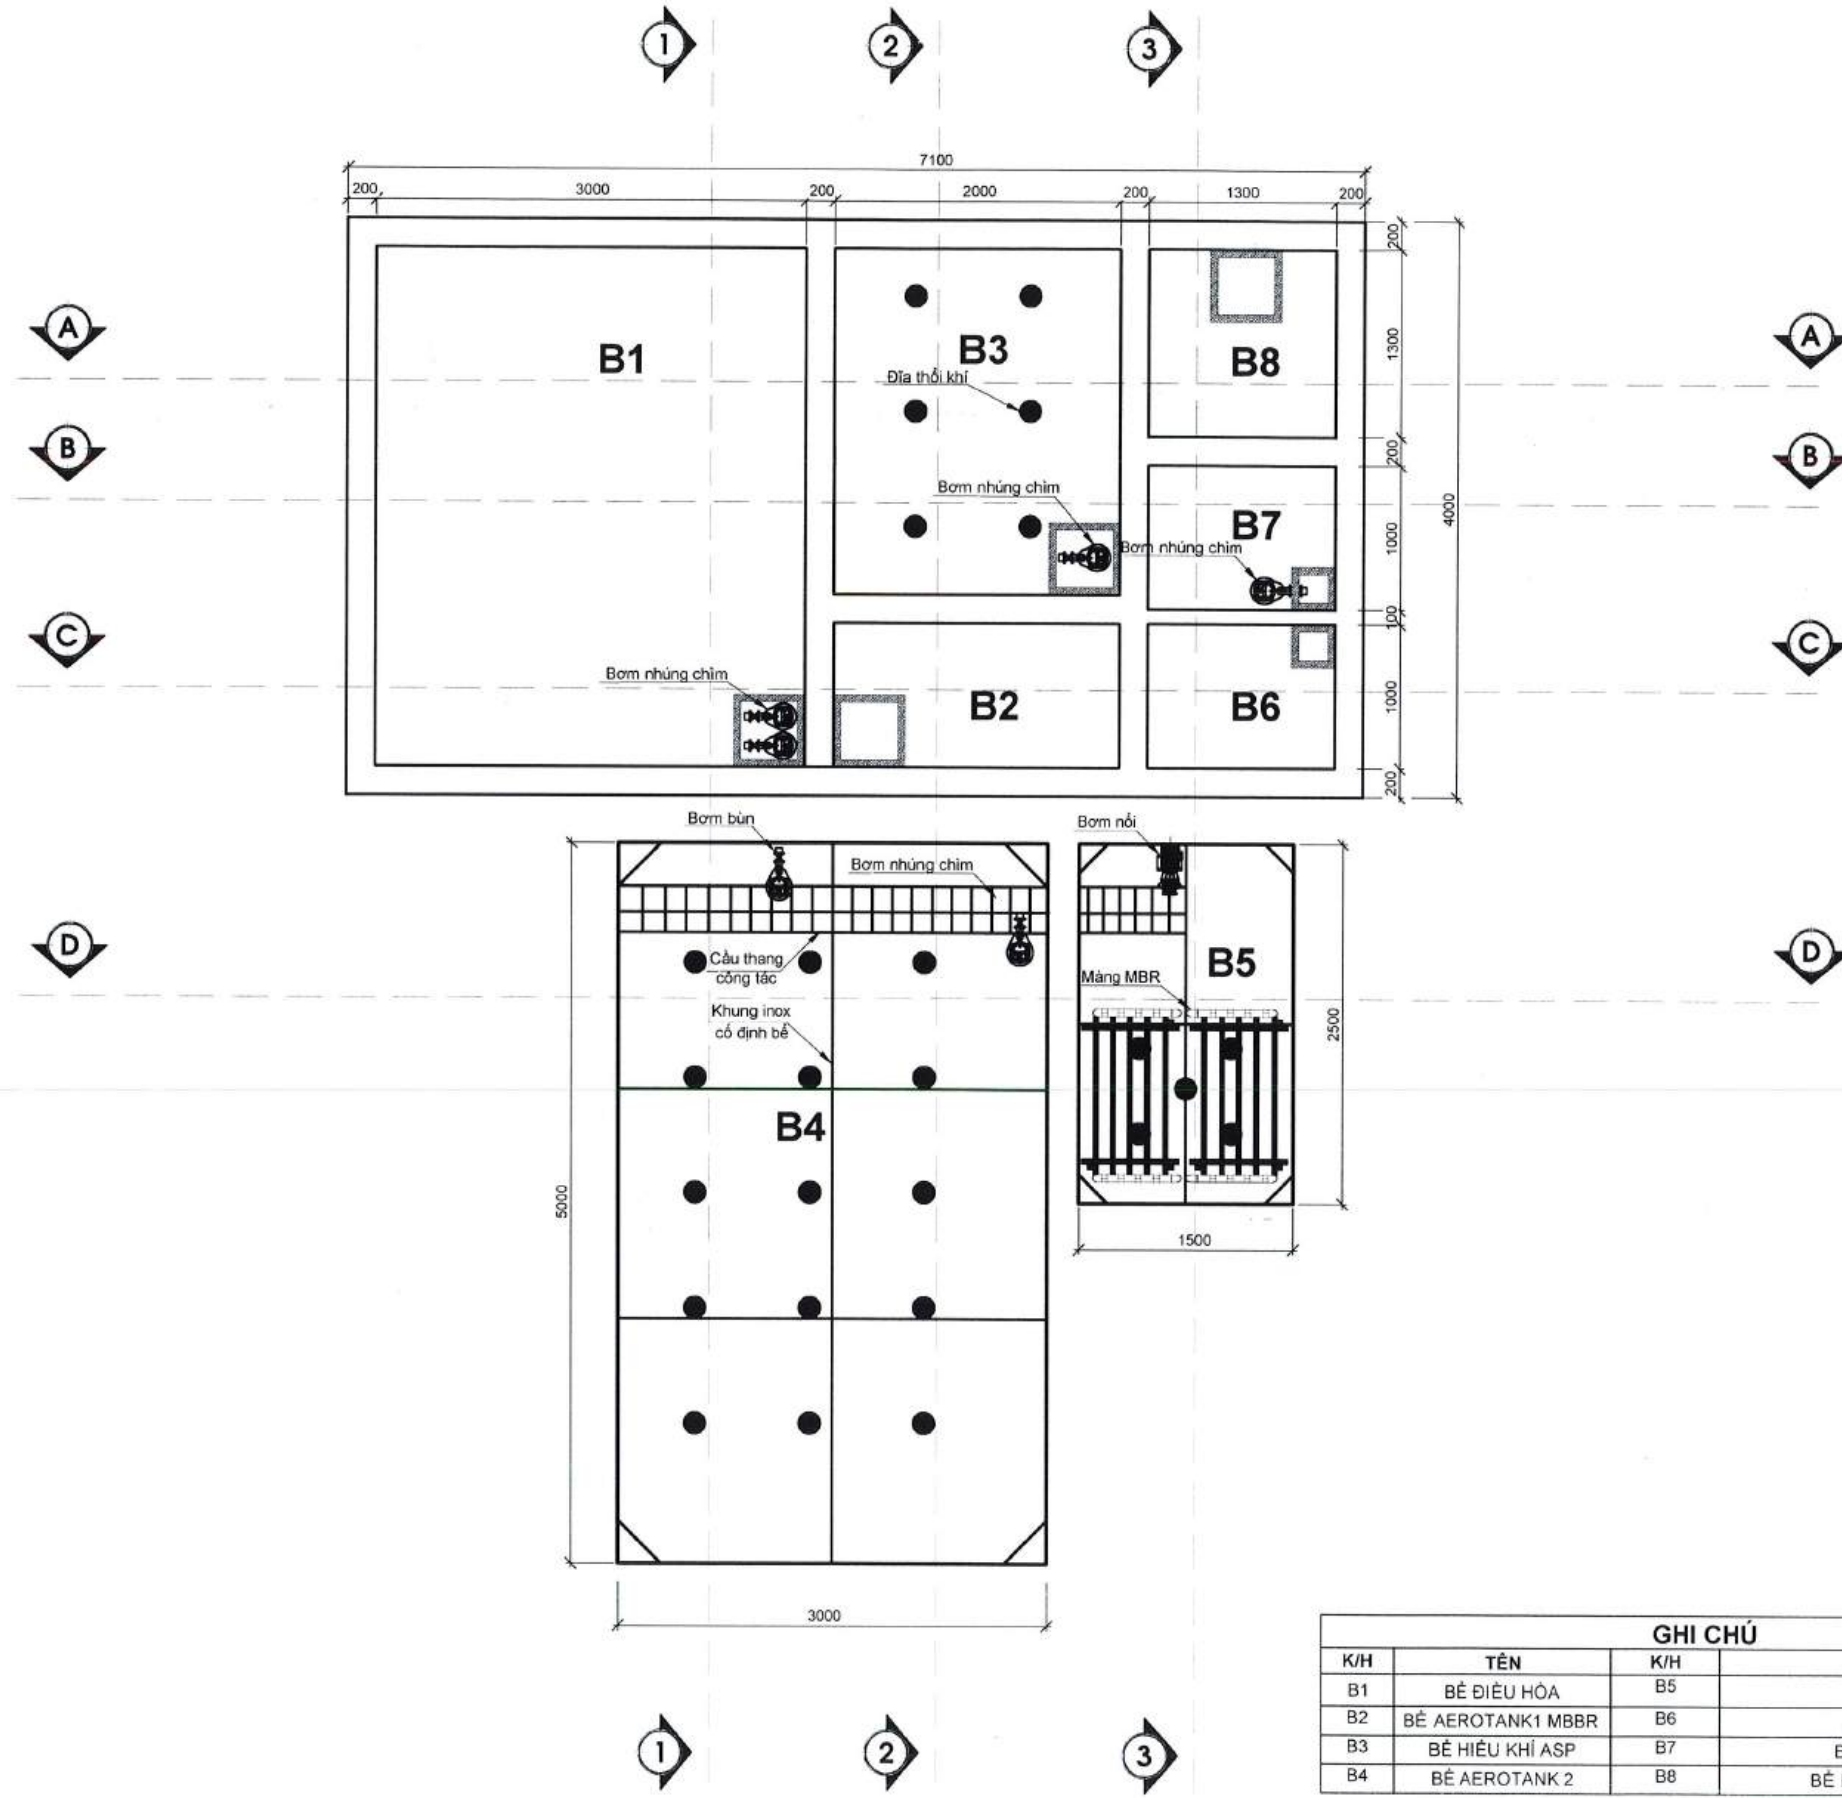 1
2
3
7100
200
3000
200
2000
200
1300
200
200
A
B1
B3
B8
1300
A
Đĩa thổi khí
B
200
B
Bơm nhúng chìm
4000
B7
1000
Bơm nhúng chìm
C
100
C
Bơm nhúng chìm
B2
B6
1000
200
Bơm bùn
Bơm nhúng chìm
Bơm nổi
D
Cầu thang
công tác
B5
D
Màng MBR
Khung inox
cố định bể
2500
B4
5000
1500
3000
GHI CHÚ
K/H TÊN K/H
B1 BỂ ĐIỀU HÒA B5
B2 BỂ AEROTANK1 MBBR B6
B3 BỂ HIẾU KHÍ ASP B7
B4 BỂ AEROTANK 2 B8 BỂ
1
2
3